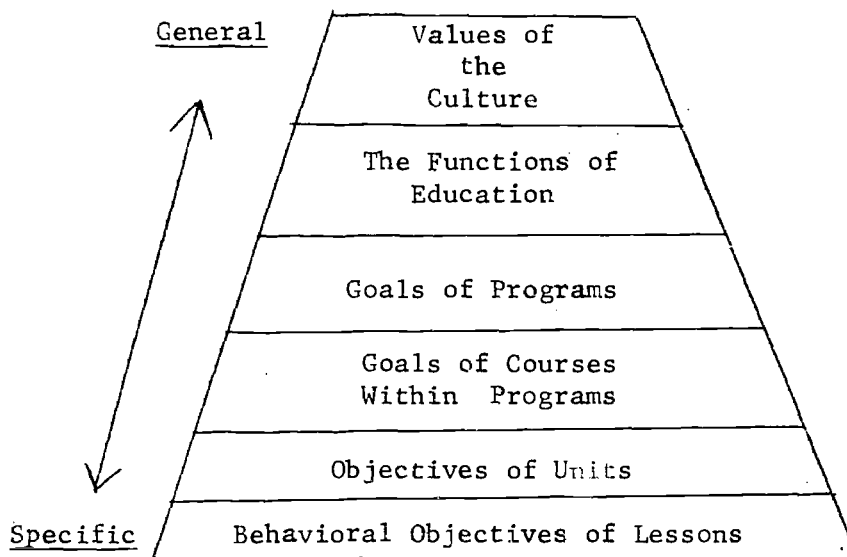 General
Values of
the
Culture
The Functions of
Education
Goals of Programs
Goals of Courses
Within Programs
Objectives of Units
Specific
Behavioral Objectives of Lessons